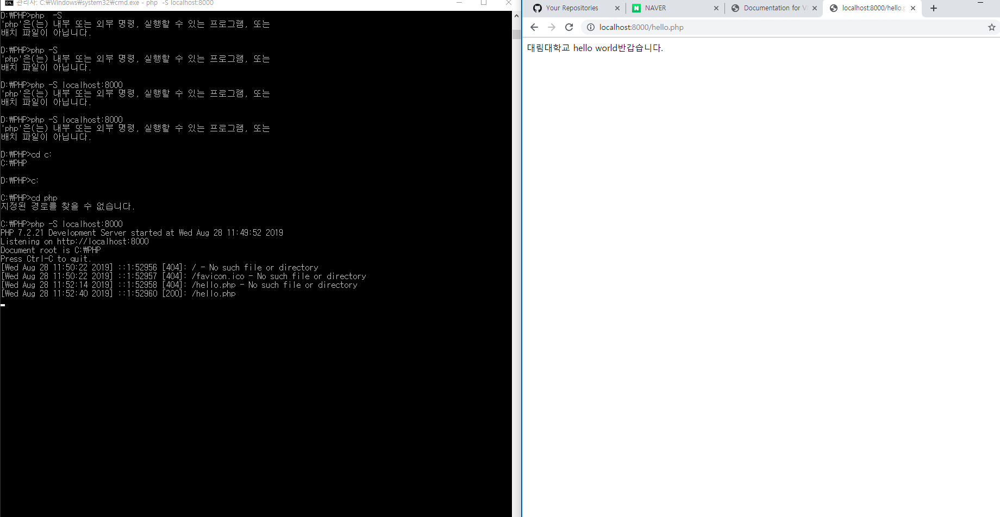 관리자: C:\Windows\system32\cmd.exe - php  -S localhost:8000
D:\PHP>php  -S
'php'은(는) 내부 또는 외부 명령, 실행할 수 있는 프로그램, 또는
배치 파일이 아닙니다.
D:\PHP>php -S
'php'은(는) 내부 또는 외부 명령, 실행할 수 있는 프로그램, 또는
배치 파일이 아닙니다.
D:\PHP>php -S localhost:8000
'php'은(는) 내부 또는 외부 명령, 실행할 수 있는 프로그램, 또는
배치 파일이 아닙니다.
D:\PHP>php -S localhost:8000
'php'은(는) 내부 또는 외부 명령, 실행할 수 있는 프로그램, 또는
배치 파일이 아닙니다.
D:\PHP>cd c:
C:\PHP
D:\PHP>c:
C:\PHP>cd php
지정된 경로를 찾을 수 없습니다.
C:\PHP>php -S localhost:8000
PHP 7.2.21 Development Server started at Wed Aug 28 11:49:52 2019
Listening on http://localhost:8000
Document root is C:\PHP
Press Ctrl-C to quit.
[Wed Aug 28 11:50:22 2019] ::1:52956 [404]: / - No such file or directory
[Wed Aug 28 11:50:22 2019] ::1:52957 [404]: /favicon.ico - No such file or directory
[Wed Aug 28 11:52:14 2019] ::1:52958 [404]: /hello.php - No such file or directory
[Wed Aug 28 11:52:40 2019] ::1:52960 [200]: /hello.php
Your Repositories
NAVER
Documentation for V
localhost:8000/hello.p
localhost:8000/hello.php
대림대학교 hello world반갑습니다.